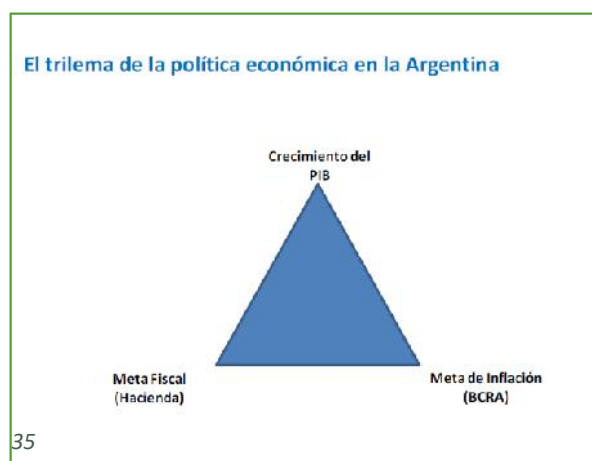 El trilema de la política económica en la Argentina
Crecimiento del
PIB
Meta Fiscal
(Hacienda)
Meta de Inflación
(BCRA)
35